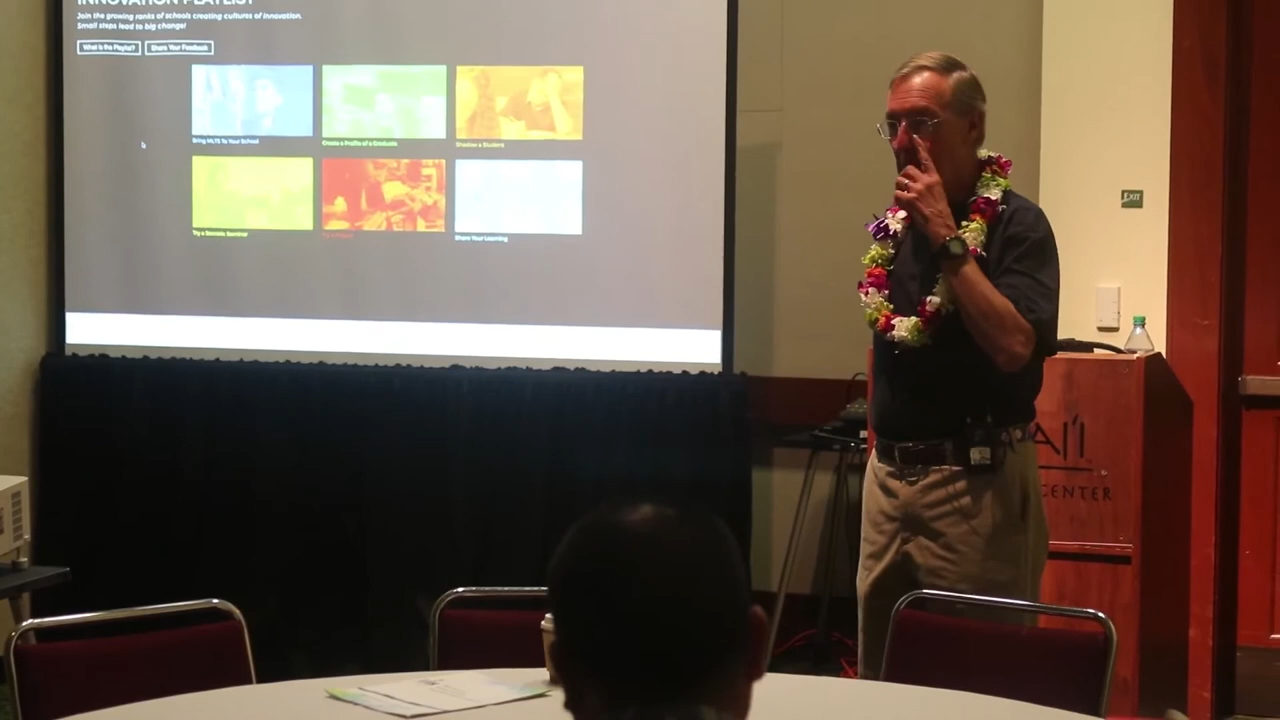 INNOVATION PLAYLIST
Join the growing ranks of schools creating cultures of innovation.
Small steps lead to big change!
What is the Playlist?
Share Your Feedback
Bring MLTS To Your School
Create a Profile of a Graduate
Shadow a Student
Try a Socratic Seminar
Share Your Learning
EXIT
CENTER